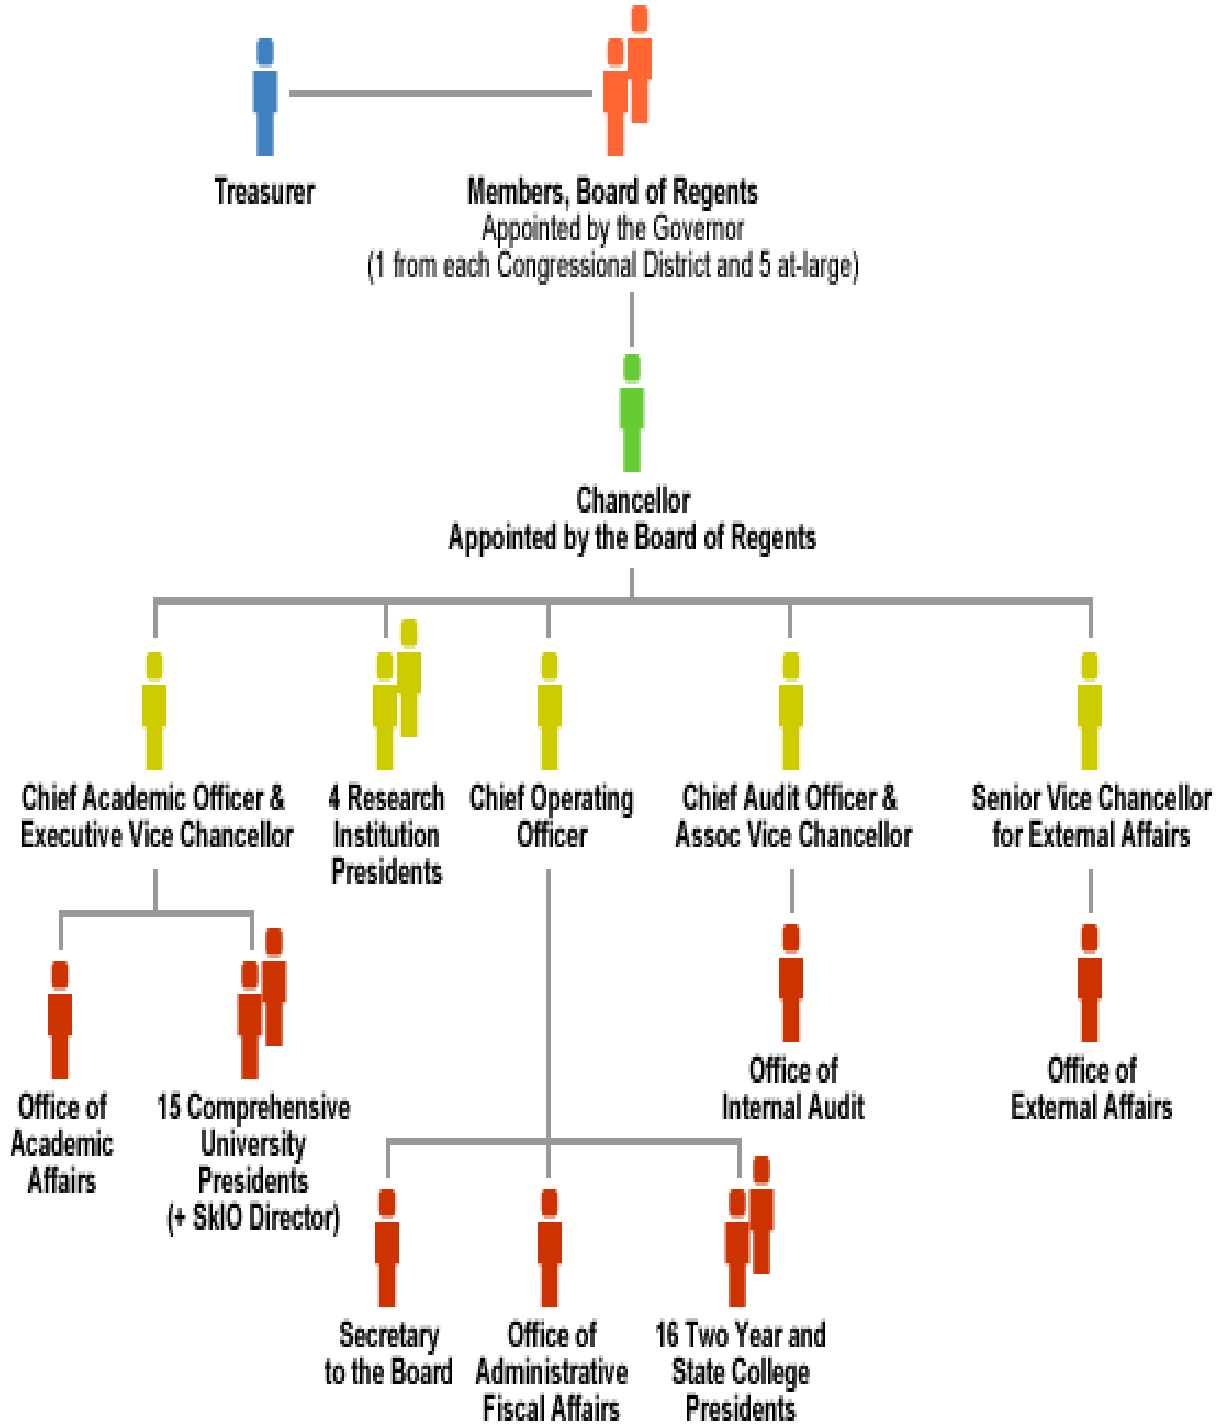 Treasurer
Members, Board of Regents
Appointed by the Governor
(1 from each Congressional District and 5 at-large)
Chancellor
Appointed by the Board of Regents
Chief Academic Officer &
Executive Vice Chancellor
4 Research
Institution
Presidents
Chief Operating
Officer
Chief Audit Officer &
Assoc Vice Chancellor
Senior Vice Chancellor
for External Affairs
Office of
Academic
Affairs
15 Comprehensive
University
Presidents
(+ SkIO Director)
Office of
Internal Audit
Office of
External Affairs
Secretary
to the Board
Office of
Administrative
Fiscal Affairs
16 Two Year and
State College
Presidents